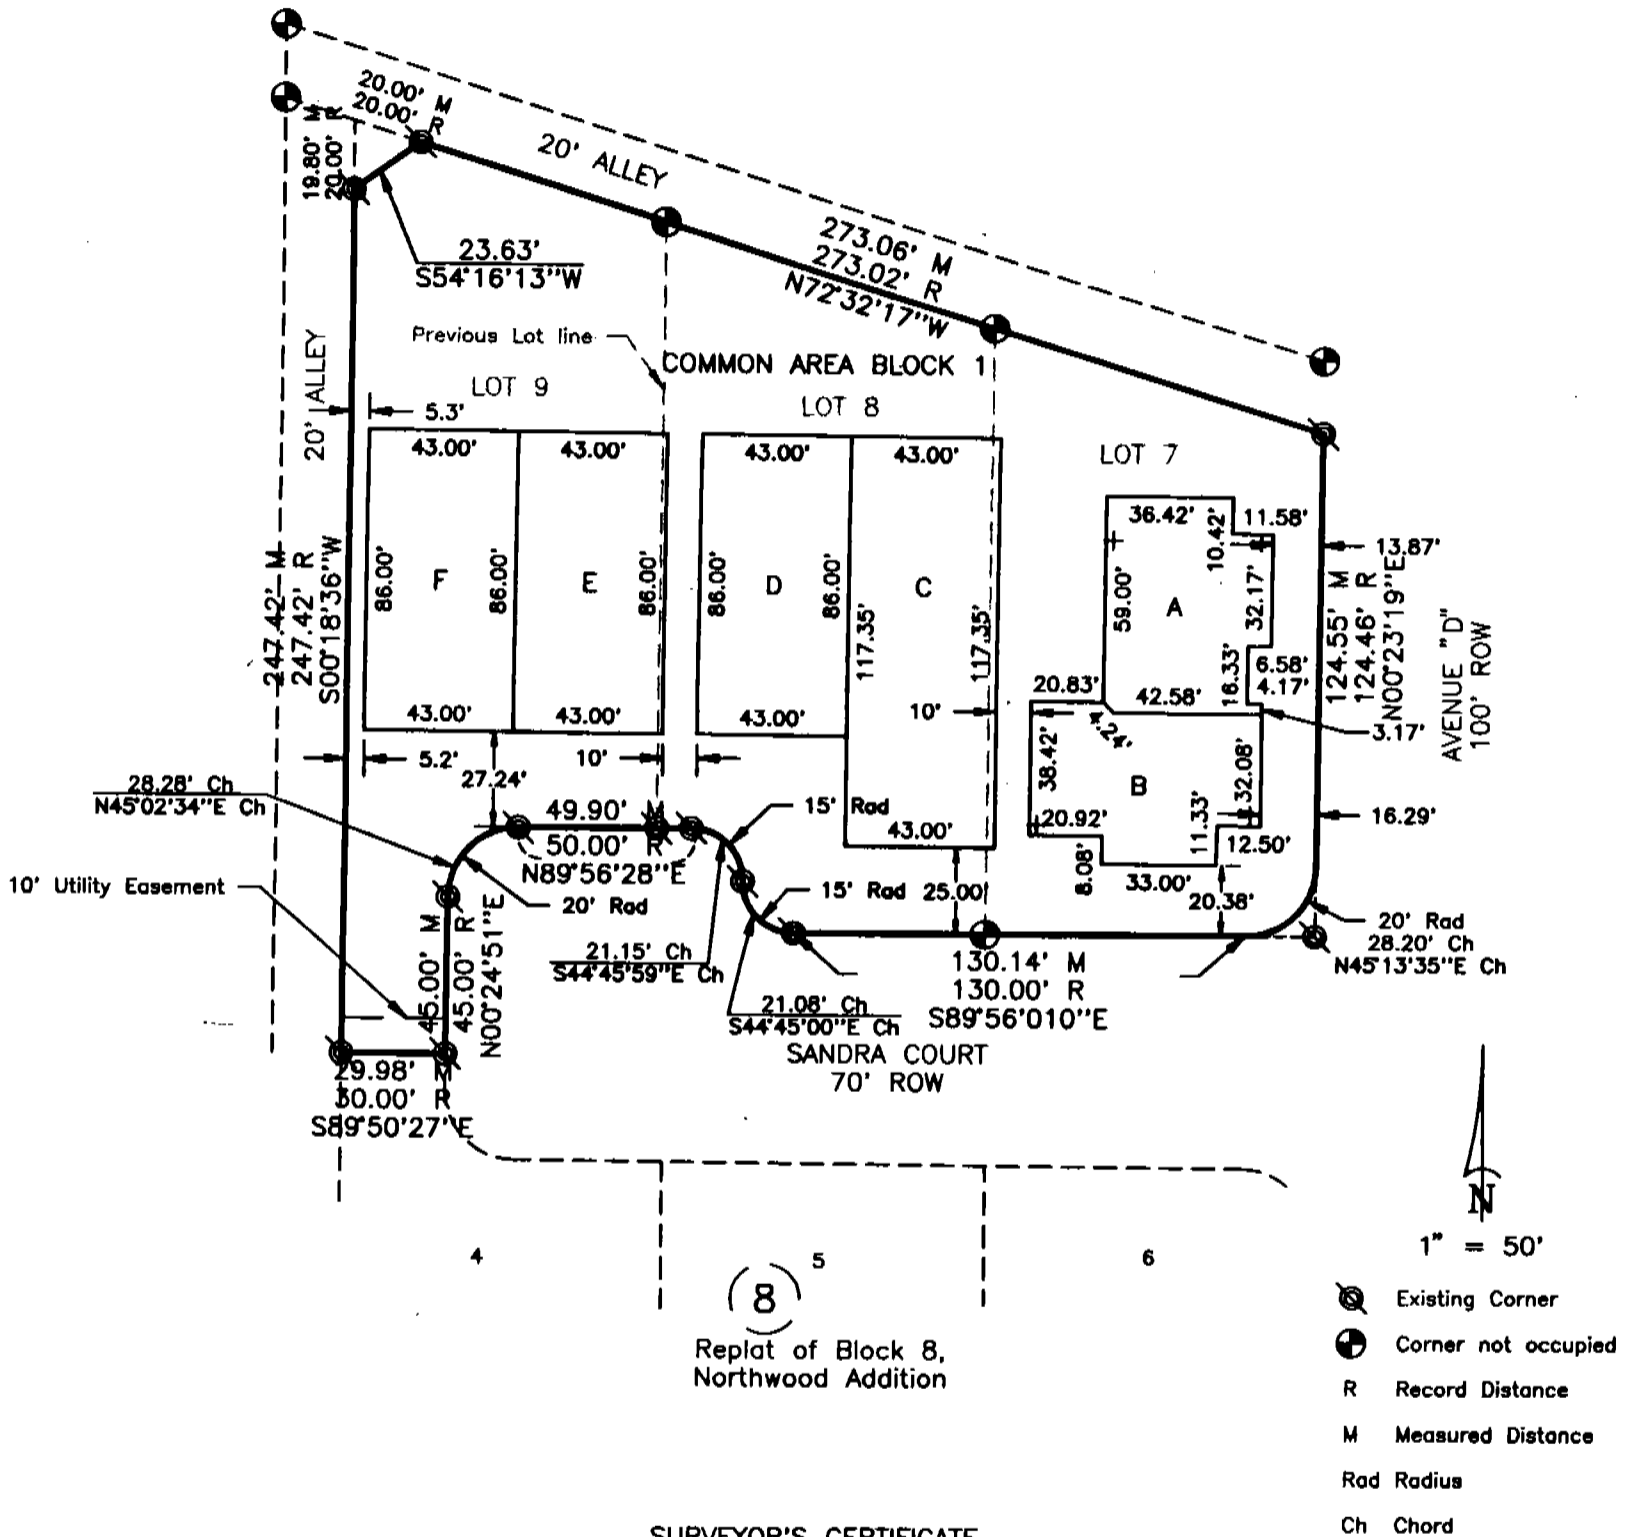 20.00' M
20.00' R
19.80' M
20.00' R
20' ALLEY
273.06' M
273.02' R
N72°32'17"W
23.63'
S54°16'13"W
Previous Lot line
COMMON AREA BLOCK 1
LOT 9
LOT 8
LOT 7
20' ALLEY
5.3'
43.00'
43.00'
43.00'
43.00'
36.42'
10.42'
11.58'
13.87'
247.42' M
247.42' R
S00°18'36"W
86.00'
F
86.00'
E
86.00'
86.00'
D
86.00'
C
117.35'
117.35'
59.00'
A
32.17'
16.33'
6.58'
4.17'
124.55' M
124.46' R
N00°23'19"E
AVENUE "D"
100' ROW
20.83'
42.58'
4.24'
3.17'
43.00'
43.00'
43.00'
10'
5.2'
10'
27.24'
38.42'
B
32.08'
11.33'
16.29'
28.28' Ch
N45°02'34"E Ch
49.90' M
50.00' R
N89°56'28"E
15' Rad
43.00'
20.92'
12.50'
8.08'
33.00'
20.38'
10' Utility Easement
20' Rad
15' Rad
25.00'
20' Rad
28.20' Ch
N45°13'35"E Ch
45.00' M
45.00' R
N00°24'51"E
21.15' Ch
S44°45'59"E Ch
21.08' Ch
S44°45'00"E Ch
130.14' M
130.00' R
S89°56'010"E
SANDRA COURT
70' ROW
29.98' M
30.00' R
S89°50'27"E
N
1" = 50'
4
5
6
8
Replat of Block 8,
Northwood Addition
Existing Corner
Corner not occupied
R Record Distance
M Measured Distance
Rad Radius
Ch Chord
SURVEYOR'S CERTIFICATE